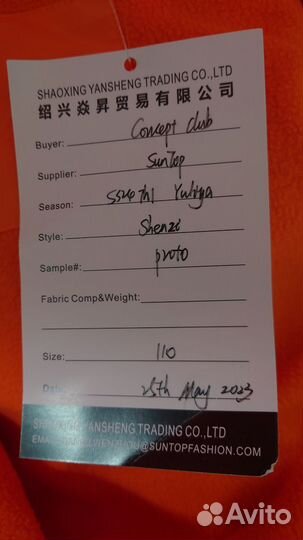 SHAOXING YANSHENG TRADING CO.,LTD
绍兴焱昇贸易有限公司
Buyer: Concept Club
Supplier: SunTop
Season: Yuliya
Style: Shenzi
Sample#: proto
Fabric Comp&Weight:
Size: 110
Date: 25th May 2023
SHAOXING YANSHENG TRADING CO.,LTD
@SUNTOPFASHION.COM
Avito